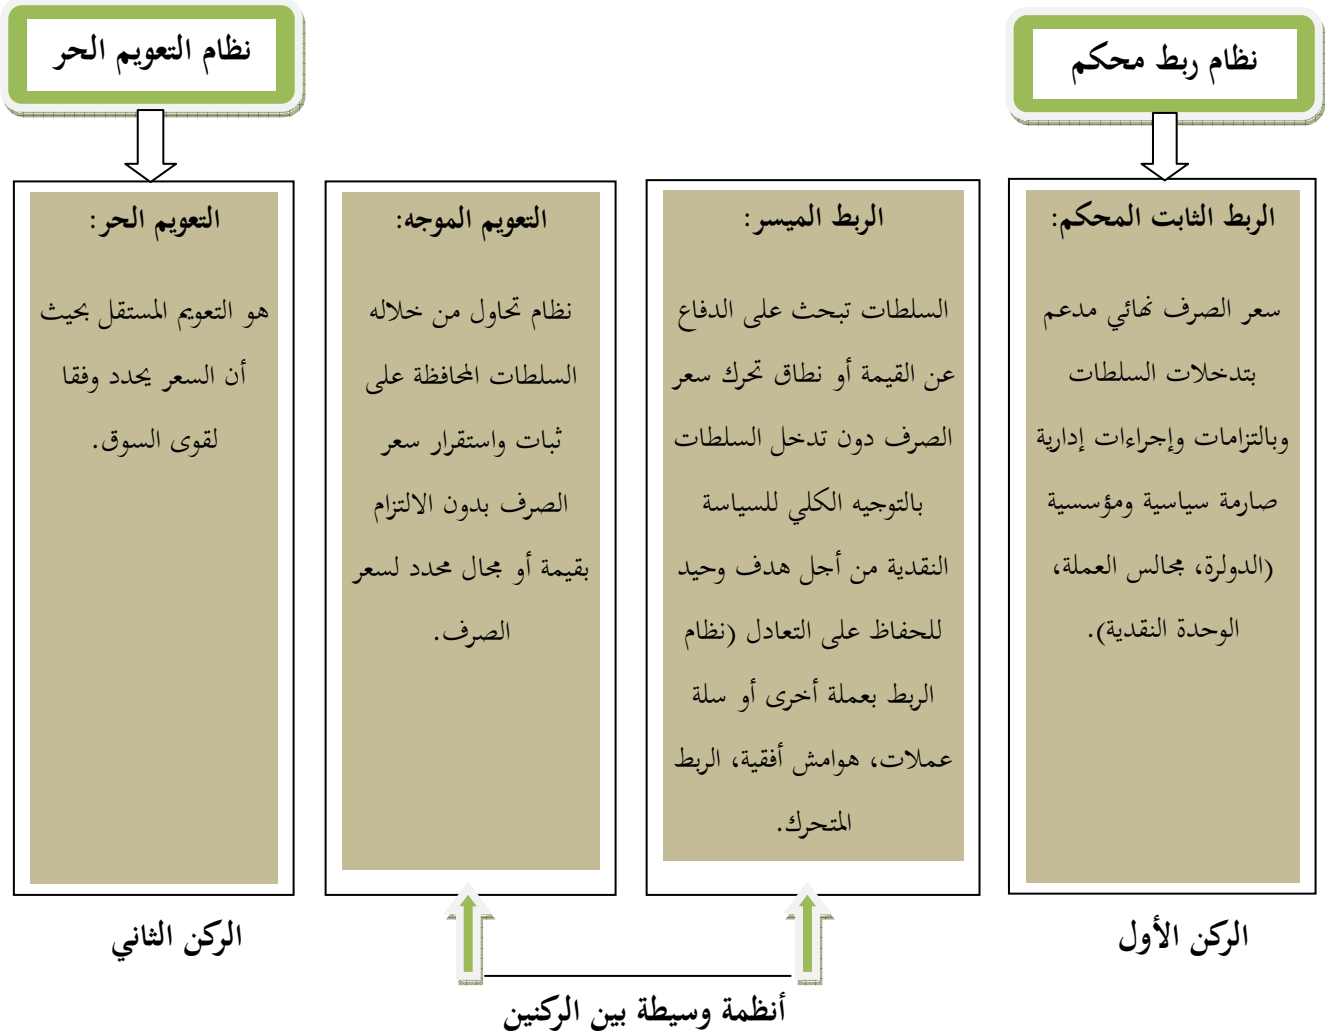 نظام ربط محكم
نظام التعويم الحر
الربط الثابت المحكم:
سعر الصرف نهائي مدعم
بتدخلات السلطات
وبالتزامات وإجراءات إدارية
صارمة سياسية ومؤسسية
(الدولرة، مجالس العملة،
الوحدة النقدية).
الربط الميسر:
السلطات تبحث على الدفاع
عن القيمة أو نطاق تحرك سعر
الصرف دون تدخل السلطات
بالتوجيه الكلي للسياسة
النقدية من أجل هدف وحيد
للحفاظ على التعادل (نظام
الربط بعملة أخرى أو سلة
عملات، هوامش أفقية، الربط
المتحرك.
التعويم الموجه:
نظام تحاول من خلاله
السلطات المحافظة على
ثبات واستقرار سعر
الصرف بدون الالتزام
بقيمة أو مجال محدد لسعر
الصرف.
التعويم الحر:
هو التعويم المستقل بحيث
أن السعر يحدد وفقا
لقوى السوق.
الركن الأول
الركن الثاني
أنظمة وسيطة بين الركنين